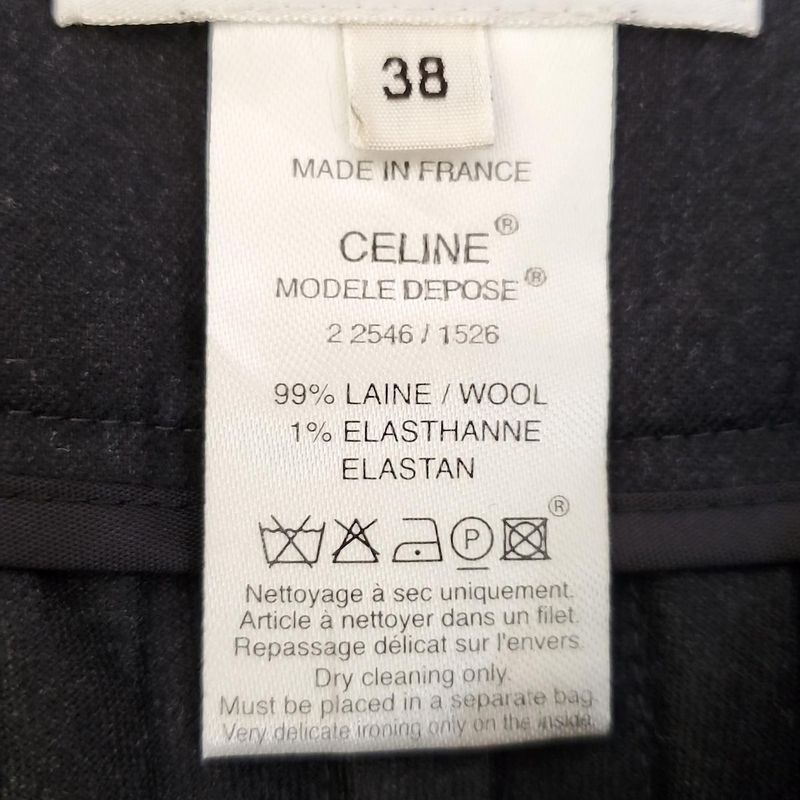 38
MADE IN FRANCE
CELINE®
MODELE DEPOSE®
2 2546 / 1526
99% LAINE / WOOL
1% ELASTHANNE
ELASTAN
P ®
Nettoyage à sec uniquement.
Article à nettoyer dans un filet.
Repassage délicat sur l'envers.
Dry cleaning only.
Must be placed in a separate bag.
Very delicate ironing only on the inside.